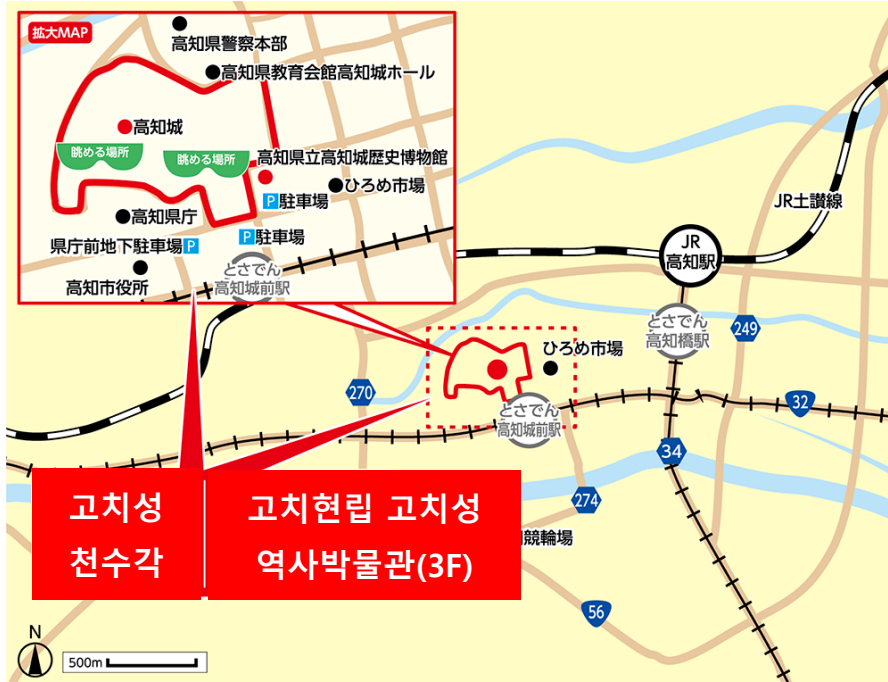 拡大MAP
高知県警察本部
高知県教育会館高知城ホール
高知城
眺める場所
眺める場所
高知県立高知城歴史博物館
P 駐車場
ひろめ市場
高知県庁
P 駐車場
県庁前地下駐車場 P
高知市役所
とさでん
高知城前駅
JR土讃線
JR
高知駅
とさでん
高知橋駅
249
ひろめ市場
270
32
とさでん
高知城前駅
34
고치성
천수각
고치현립 고치성
역사박물관(3F)
274
競輪場
56
N
500m